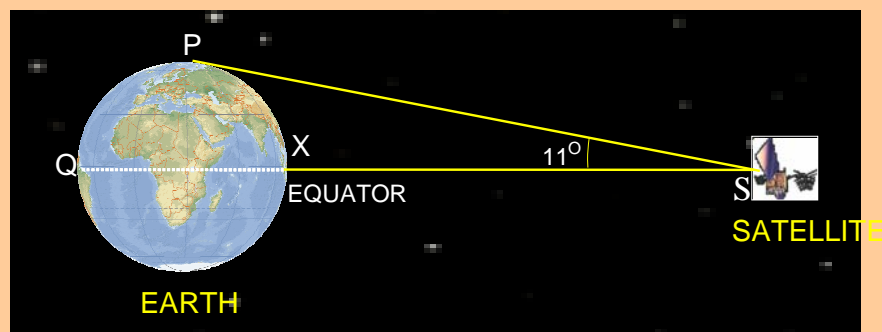 P
X
Q
11°
EQUATOR
S
SATELLITE
EARTH